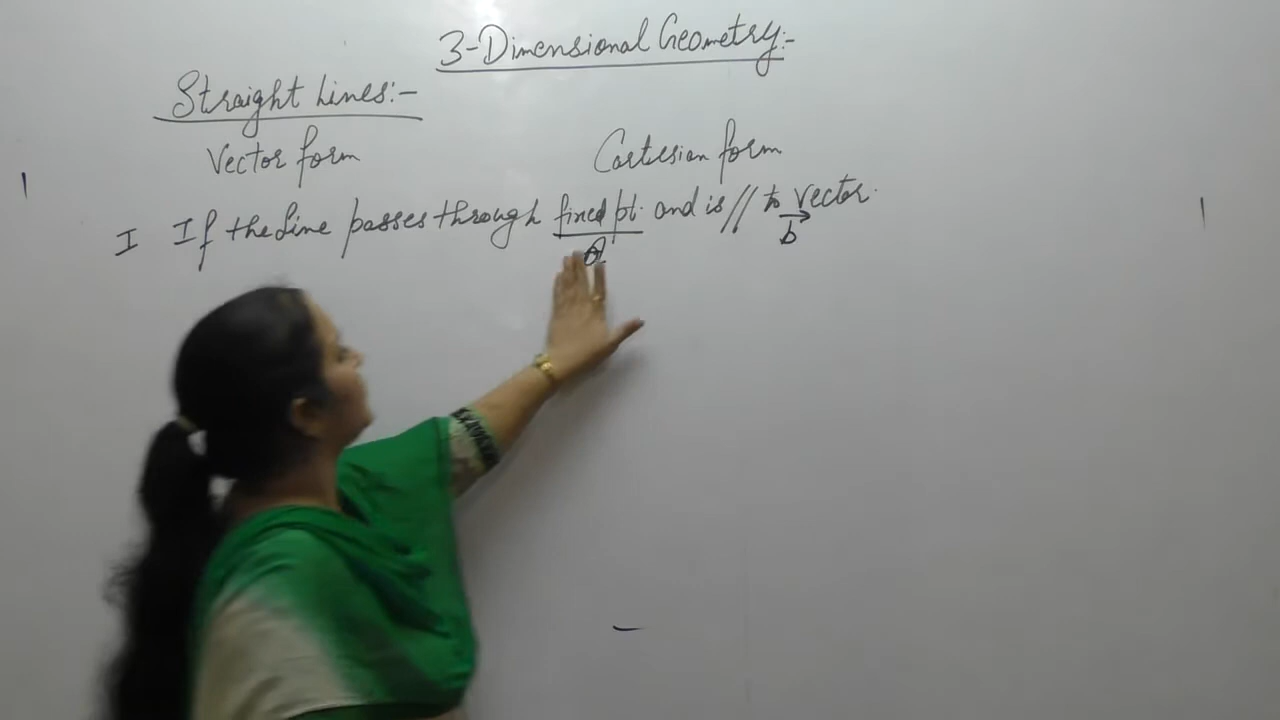 3-Dimensional Geometry:-
Straight Lines:-
Vector form
Cartesian form
I If the Line passes through fixed pt. and is // to vector.
A
b